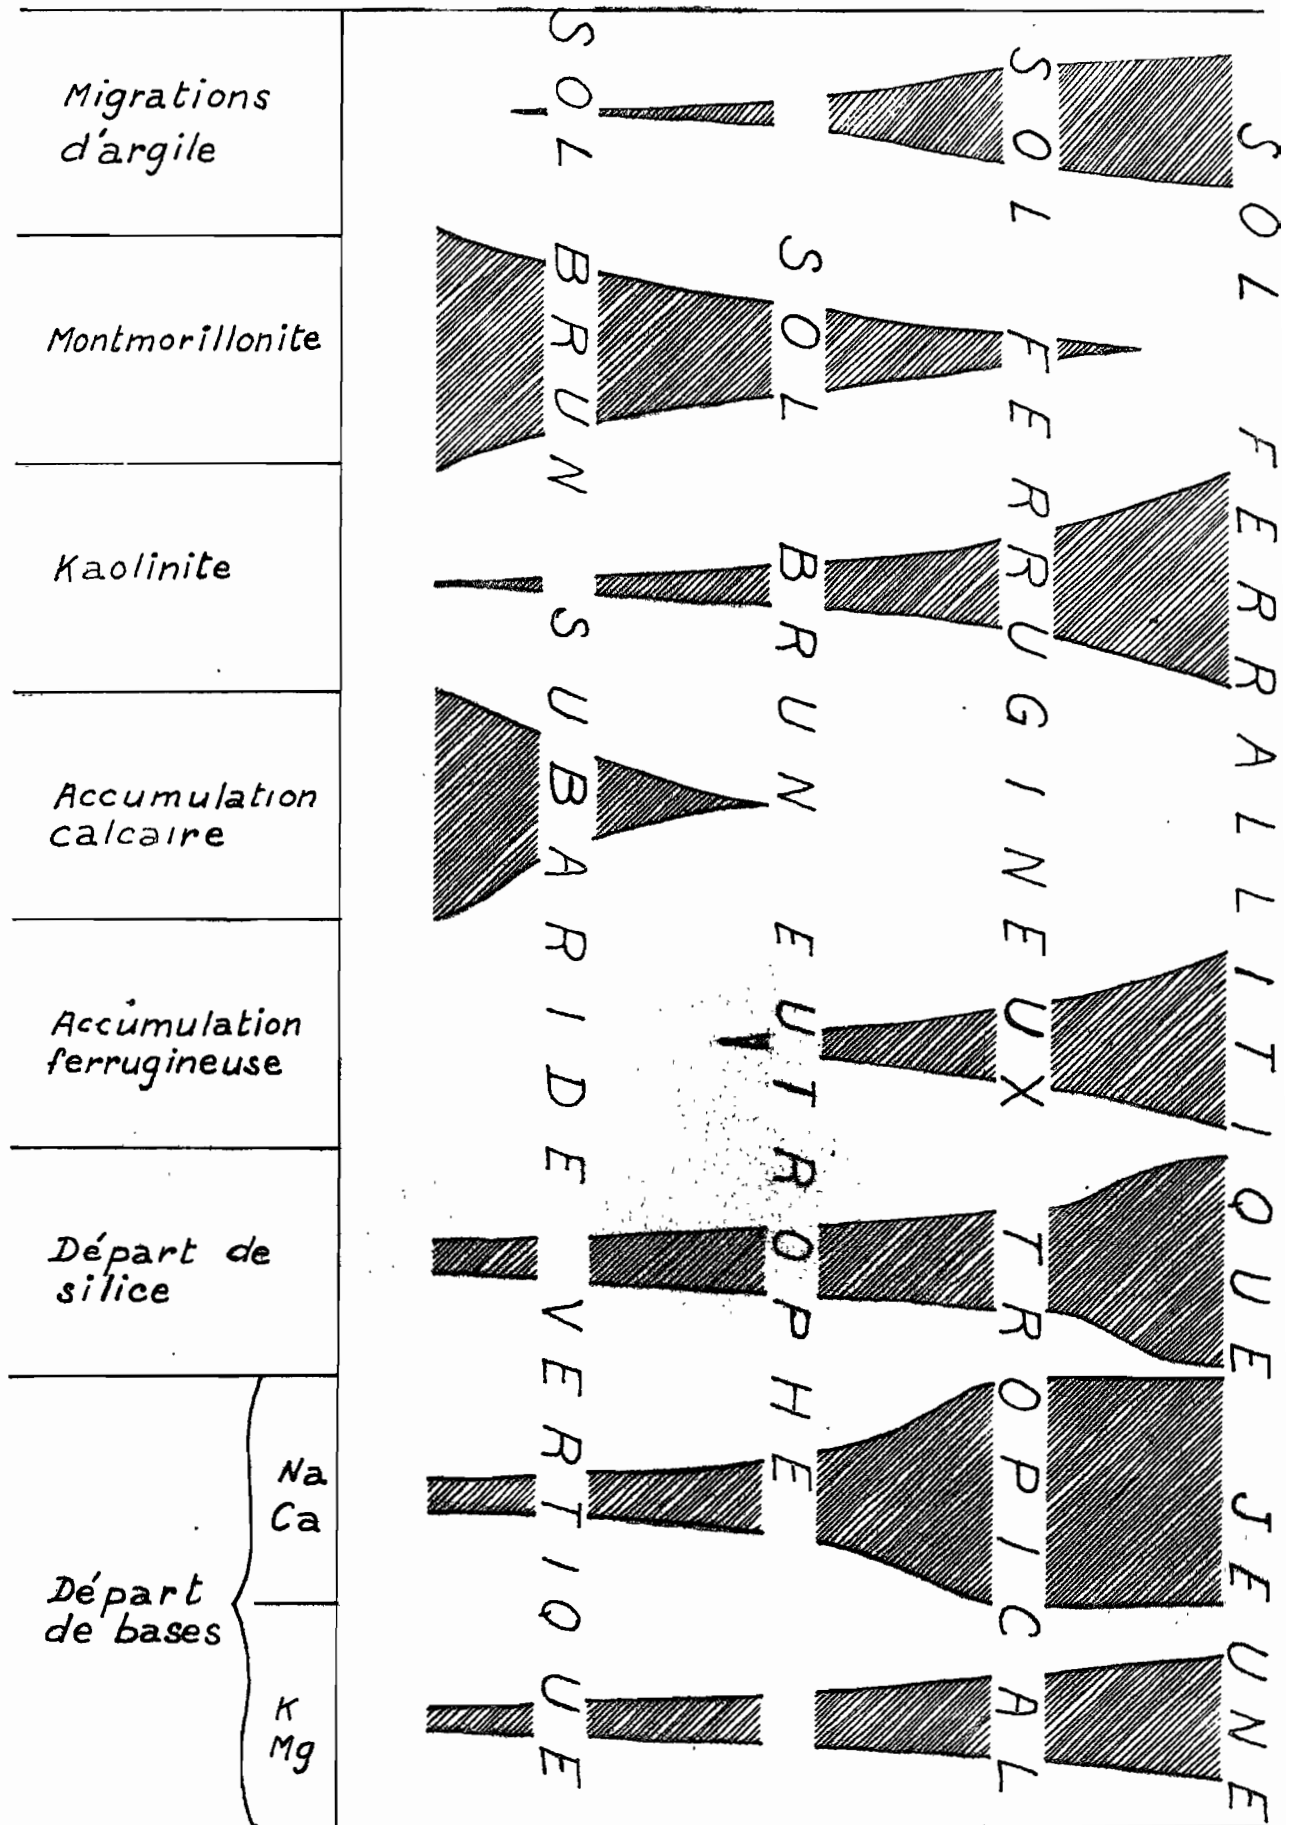 Migrations
d'argile
Montmorillonite
Kaolinite
Accumulation
calcaire
Accumulation
ferrugineuse
Départ de
silice
Départ
de bases
Na
Ca
K
Mg
SOL BRUN SUBARIDE VERTIQUE
SOL BRUN EUTROPHE
SOL FERRUGINEUX TROPICAL
SOL FERRALLITIQUE JEUNE